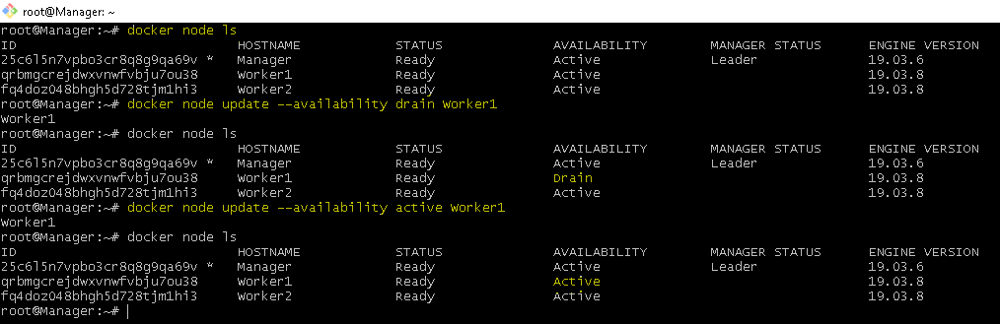 root@Manager: ~
root@Manager:~# docker node ls
ID HOSTNAME STATUS AVAILABILITY MANAGER STATUS ENGINE VERSION
25c6l5n7vpbo3cr8q8g9qa69v * Manager Ready Active Leader 19.03.6
qrbmgcrejdwxvnwfvbju7ou38 Worker1 Ready Active 19.03.8
fq4doz048bhgh5d728tjm1hi3 Worker2 Ready Active 19.03.8
root@Manager:~# docker node update --availability drain Worker1
Worker1
root@Manager:~# docker node ls
ID HOSTNAME STATUS AVAILABILITY MANAGER STATUS ENGINE VERSION
25c6l5n7vpbo3cr8q8g9qa69v * Manager Ready Active Leader 19.03.6
qrbmgcrejdwxvnwfvbju7ou38 Worker1 Ready Drain 19.03.8
fq4doz048bhgh5d728tjm1hi3 Worker2 Ready Active 19.03.8
root@Manager:~# docker node update --availability active Worker1
Worker1
root@Manager:~# docker node ls
ID HOSTNAME STATUS AVAILABILITY MANAGER STATUS ENGINE VERSION
25c6l5n7vpbo3cr8q8g9qa69v * Manager Ready Active Leader 19.03.6
qrbmgcrejdwxvnwfvbju7ou38 Worker1 Ready Active 19.03.8
fq4doz048bhgh5d728tjm1hi3 Worker2 Ready Active 19.03.8
root@Manager:~#